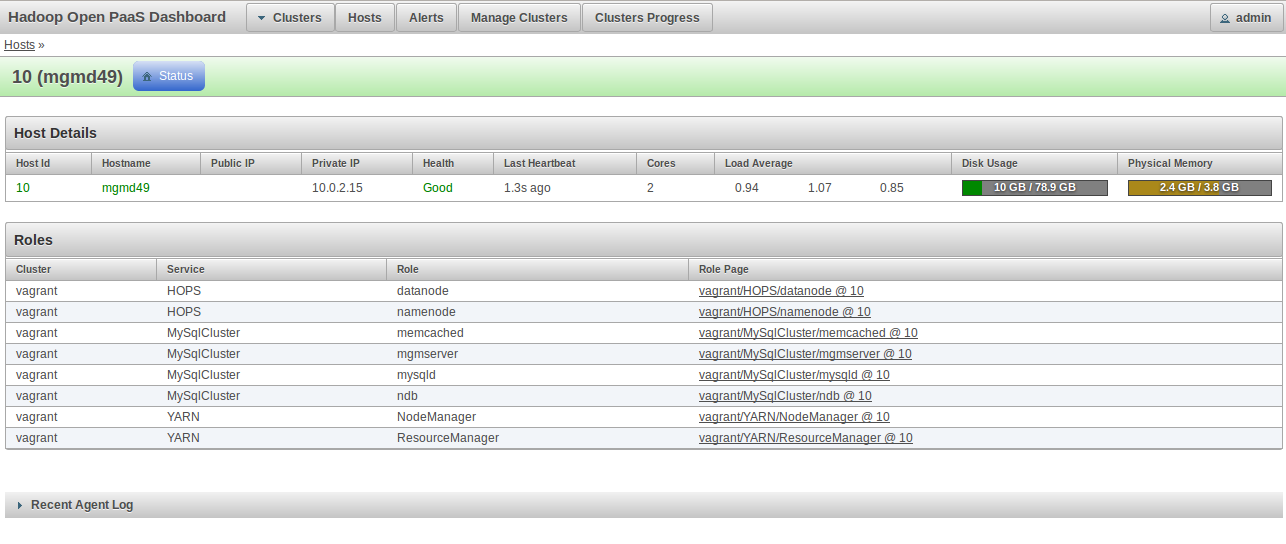 Hadoop Open PaaS Dashboard Clusters Hosts Alerts Manage Clusters Clusters Progress admin
Hosts »
10 (mgmd49) Status
Host Details
Host Id Hostname Public IP Private IP Health Last Heartbeat Cores Load Average Disk Usage Physical Memory
10 mgmd49 10.0.2.15 Good 1.3s ago 2 0.94 1.07 0.85 10 GB / 78.9 GB 2.4 GB / 3.8 GB
Roles
Cluster Service Role Role Page
vagrant HOPS datanode vagrant/HOPS/datanode @ 10
vagrant HOPS namenode vagrant/HOPS/namenode @ 10
vagrant MySqlCluster memcached vagrant/MySqlCluster/memcached @ 10
vagrant MySqlCluster mgmserver vagrant/MySqlCluster/mgmserver @ 10
vagrant MySqlCluster mysqld vagrant/MySqlCluster/mysqld @ 10
vagrant MySqlCluster ndb vagrant/MySqlCluster/ndb @ 10
vagrant YARN NodeManager vagrant/YARN/NodeManager @ 10
vagrant YARN ResourceManager vagrant/YARN/ResourceManager @ 10
Recent Agent Log